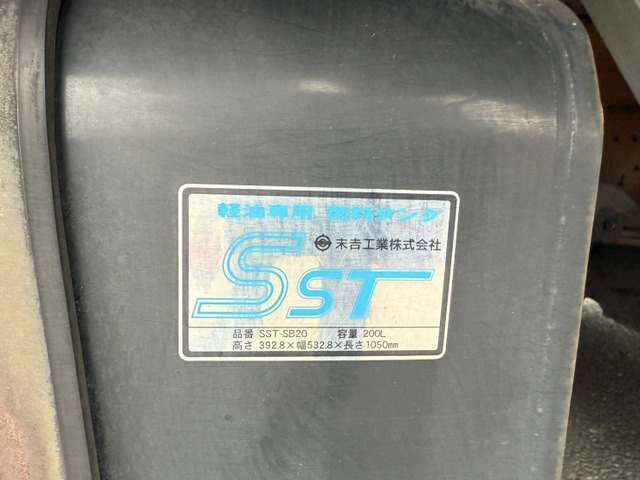 軽油専用 燃料タンク
末吉工業株式会社
SST
品番 SST-SB20 容量 200L
高さ 392.8×幅532.8×長さ1050mm